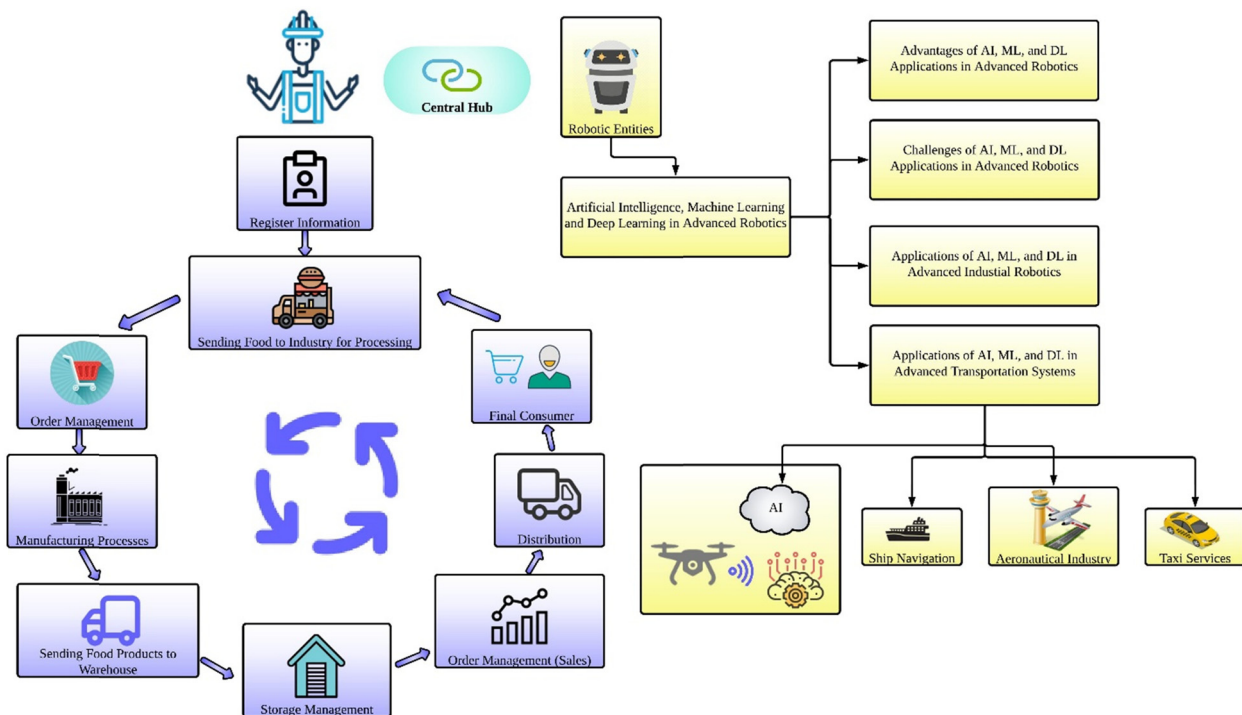 Central Hub
Register Information
Sending Food to Industry for Processing
Order Management
Manufacturing Processes
Sending Food Products to
Warehouse
Storage Management
Order Management (Sales)
Distribution
Final Consumer
Robotic Entities
Artificial Intelligence, Machine Learning
and Deep Learning in Advanced Robotics
Advantages of AI, ML, and DL
Applications in Advanced Robotics
Challenges of AI, ML, and DL
Applications in Advanced Robotics
Applications of AI, ML, and DL in
Advanced Industial Robotics
Applications of AI, ML, and DL in
Advanced Transportation Systems
AI
Ship Navigation
Aeronautical Industry
Taxi Services